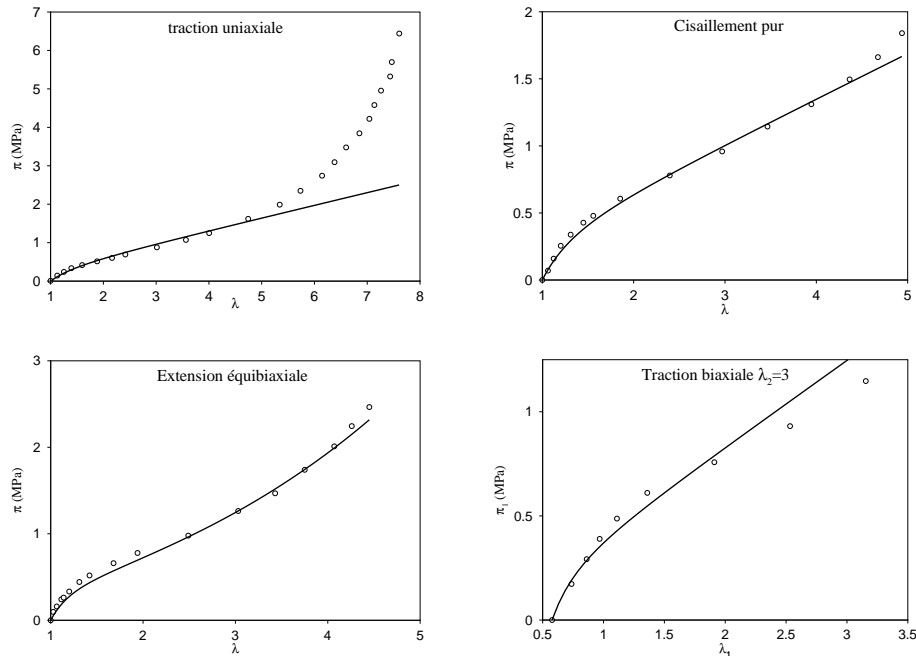 traction uniaxiale
7
6
5
4
3
2
1
0
π (MPa)
1 2 3 4 5 6 7 8
λ
Cisaillement pur
2
1.5
1
0.5
0
π (MPa)
1 2 3 4 5
λ
Extension équibiaxiale
3
2
1
0
π (MPa)
1 2 3 4 5
λ
Traction biaxiale λ₂=3
1
0.5
0
π₁ (MPa)
0.5 1 1.5 2 2.5 3 3.5
λ₁